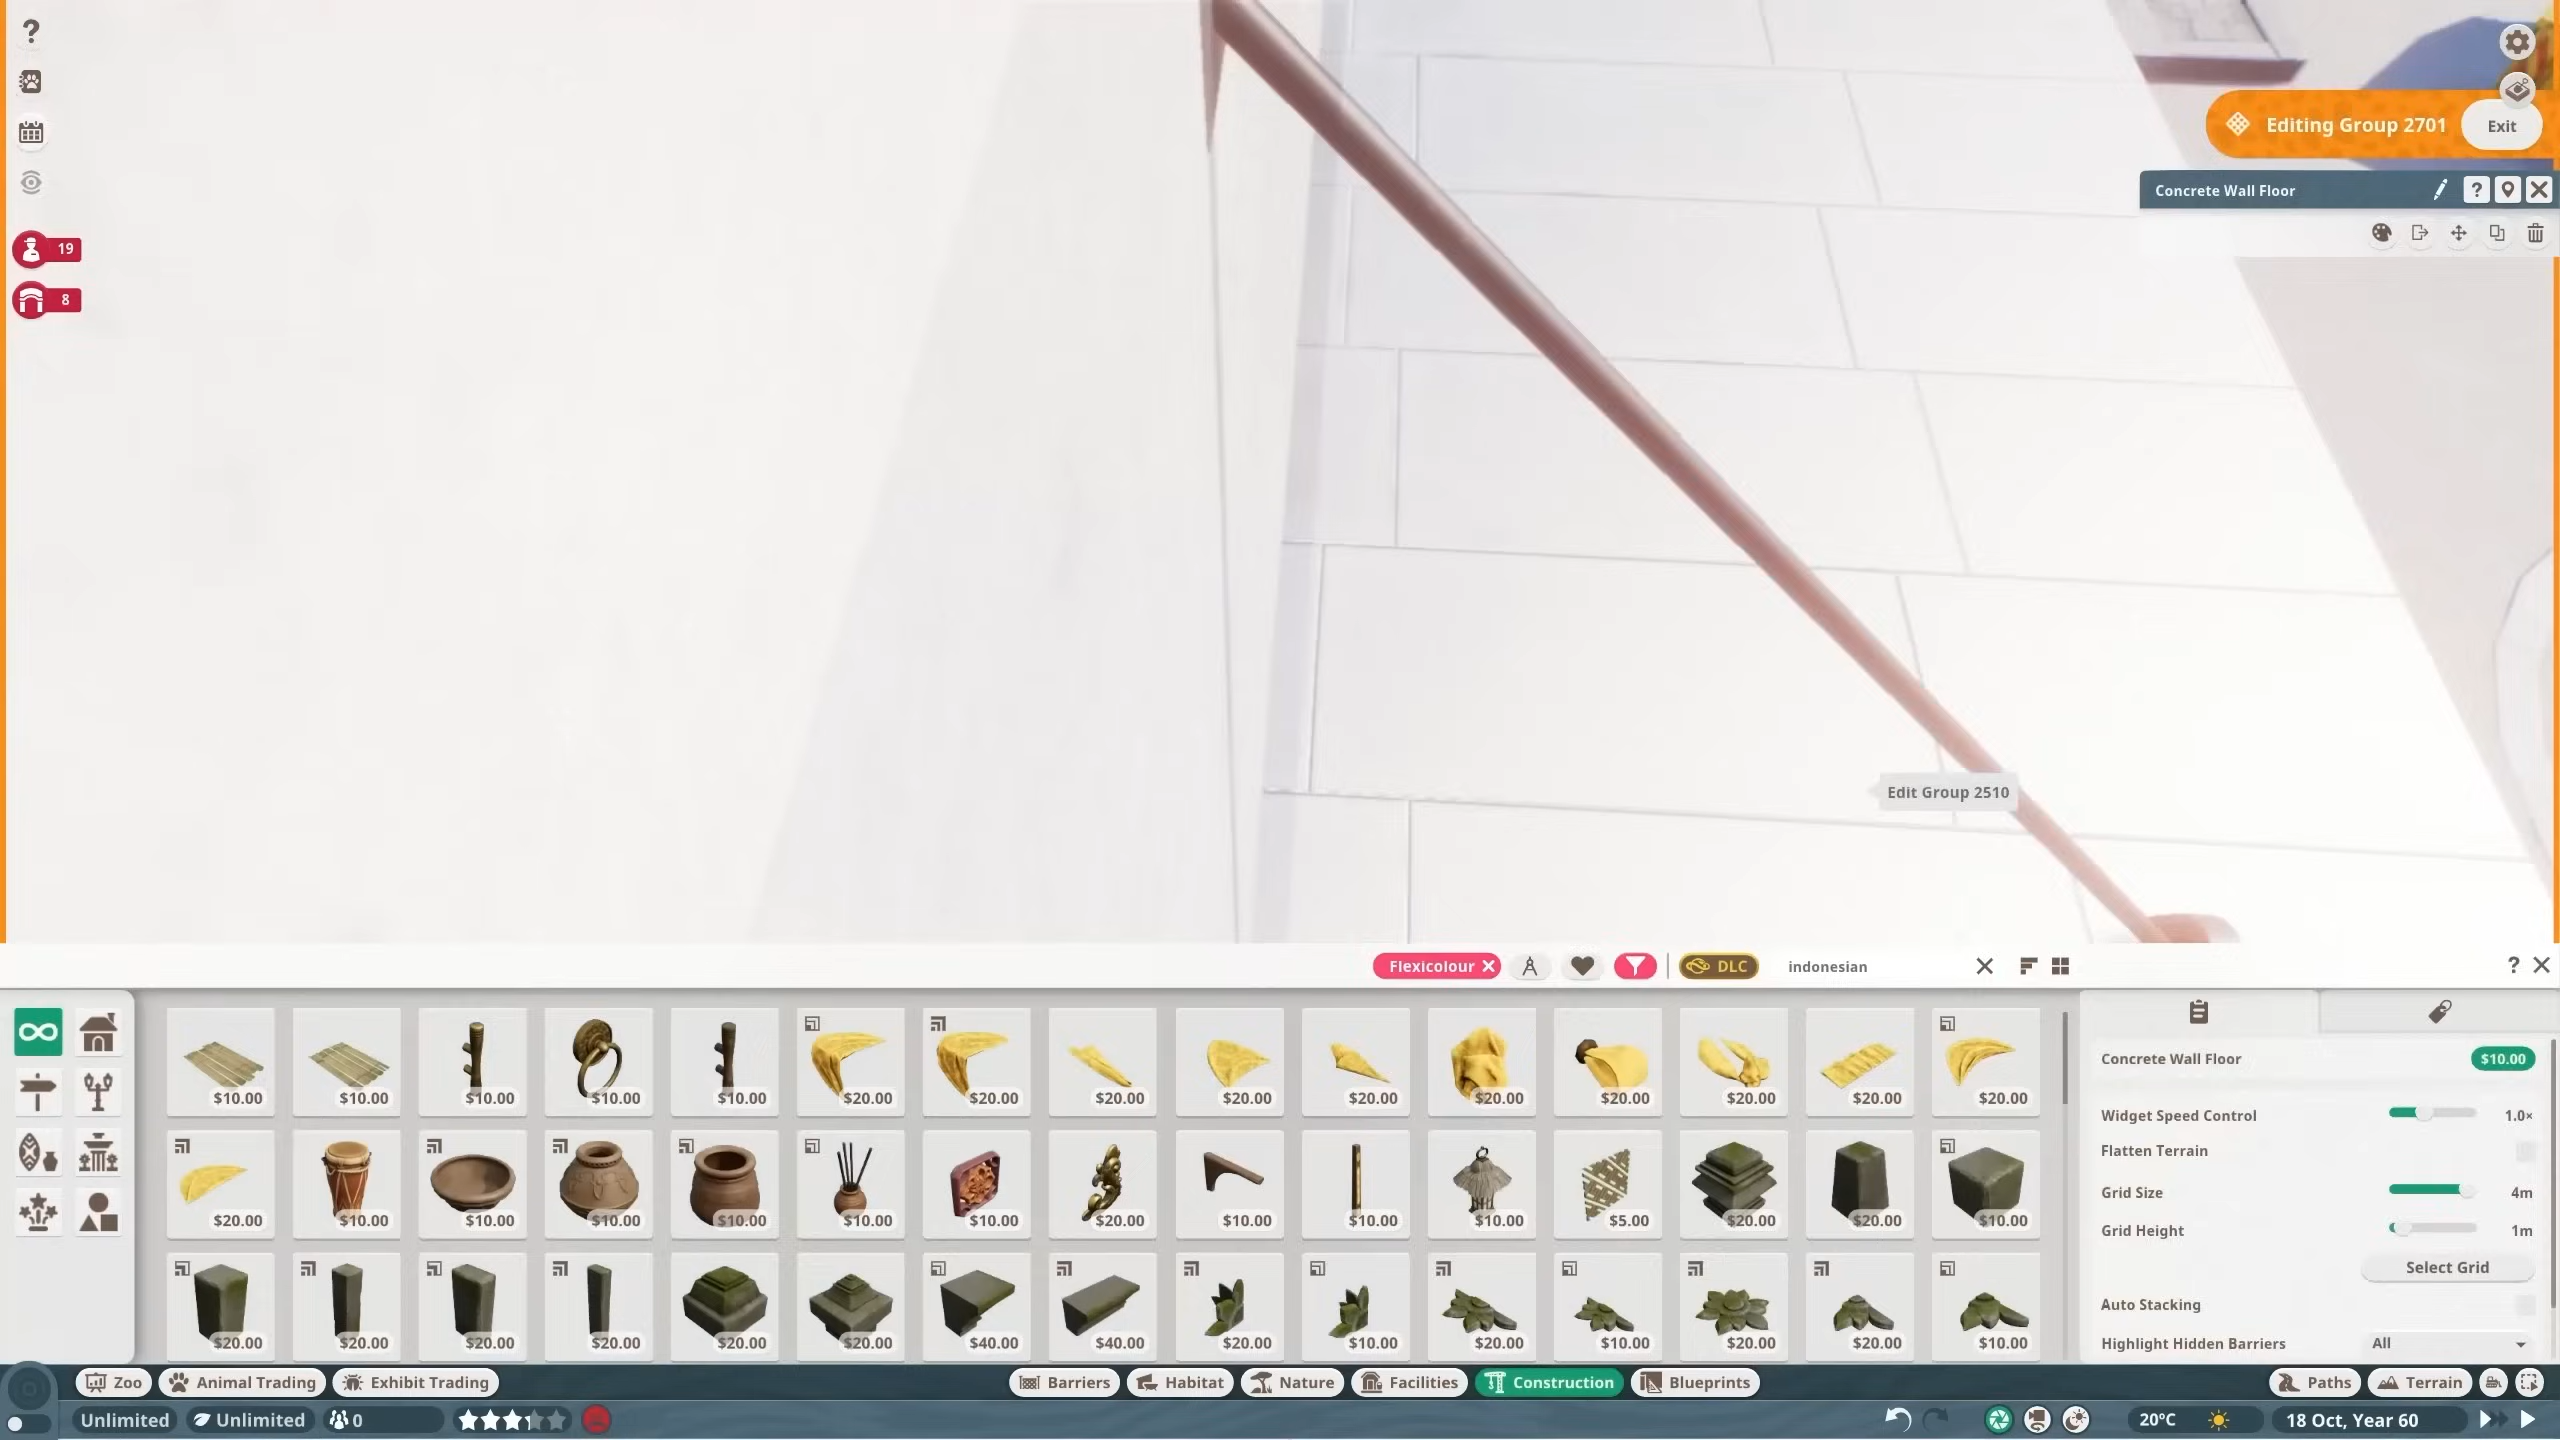 ?
Editing Group 2701
Exit
Concrete Wall Floor
?
19
8
Edit Group 2510
Flexicolour
DLC
indonesian
?
$10.00 $10.00 $10.00 $10.00 $10.00 $20.00 $20.00 $20.00 $20.00 $20.00 $20.00 $20.00 $20.00 $20.00 $20.00
$20.00 $10.00 $10.00 $10.00 $10.00 $10.00 $10.00 $20.00 $10.00 $10.00 $10.00 $5.00 $20.00 $20.00 $10.00
$20.00 $20.00 $20.00 $20.00 $20.00 $20.00 $40.00 $40.00 $20.00 $10.00 $20.00 $10.00 $20.00 $20.00 $10.00
Concrete Wall Floor $10.00
Widget Speed Control 1.0×
Flatten Terrain
Grid Size 4m
Grid Height 1m
Select Grid
Auto Stacking
Highlight Hidden Barriers All
Zoo Animal Trading Exhibit Trading Barriers Habitat Nature Facilities Construction Blueprints Paths Terrain
Unlimited Unlimited 0 20°C 18 Oct, Year 60